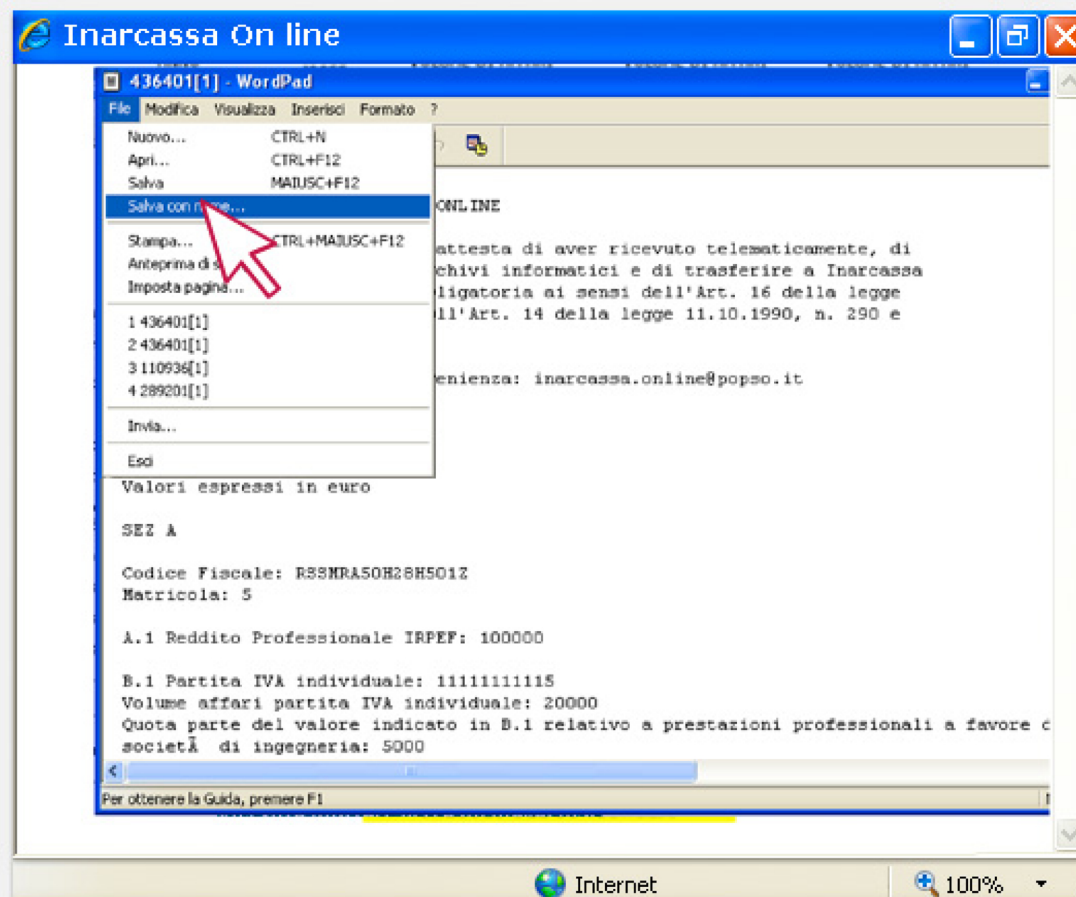 Inarcassa On line
436401[1] - WordPad
File Modifica Visualizza Inserisci Formato ?
Nuovo... CTRL+N
Apri... CTRL+F12
Salva MAIUSC+F12
Salva con nome...
ONLINE
Stampa... CTRL+MAIUSC+F12
attesta di aver ricevuto telematicamente, di
Anteprima di
chivi informatici e di trasferire a Inarcassa
Imposta pagina...
ligatoria ai sensi dell'Art. 16 della legge
ll'Art. 14 della legge 11.10.1990, n. 290 e
1 436401[1]
2 436401[1]
3 110936[1]
enienza: inarcassa.online@popso.it
4 289201[1]
Invia...
Esci
Valori espressi in euro
SEZ A
Codice Fiscale: RSSMRA50H28H501Z
Matricola: 5
A.1 Reddito Professionale IRPEF: 100000
B.1 Partita IVA individuale: 11111111115
Volume affari partita IVA individuale: 20000
Quota parte del valore indicato in B.1 relativo a prestazioni professionali a favore
società di ingegneria: 5000
Per ottenere la Guida, premere F1
Internet
100%